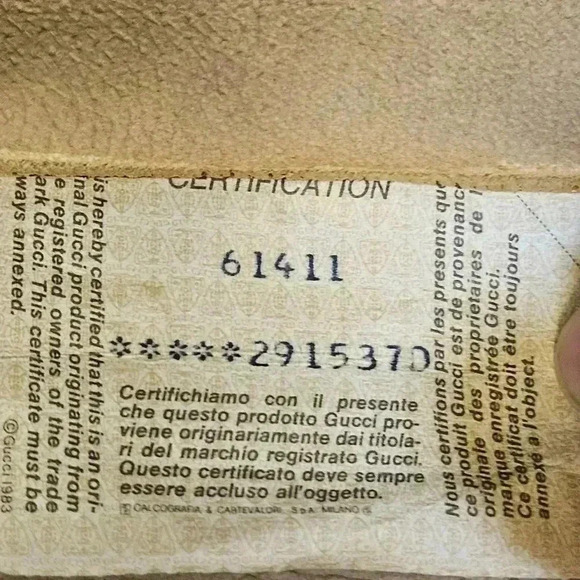 CERTIFICATION
61411
*****291537D
Certifichiamo con il presente
che questo prodotto Gucci pro-
viene originariamente dai titola-
ri del marchio registrato Gucci.
Questo certificato deve sempre
essere accluso all'oggetto.
CALCOGRAFIA & CARTEVALORI S.p.A. MILANO
is hereby certified that this is an ori-
nal Gucci product originating from
e registered owners of the trade
ark Gucci. This certificate must be
ways annexed.
©Gucci 1983
Nous certifions par les presents que
ce produit Gucci est de provenance
originale des proprietaires de
marque enregistrée Gucci.
Ce certificat doit être toujours
annexé a l'object.